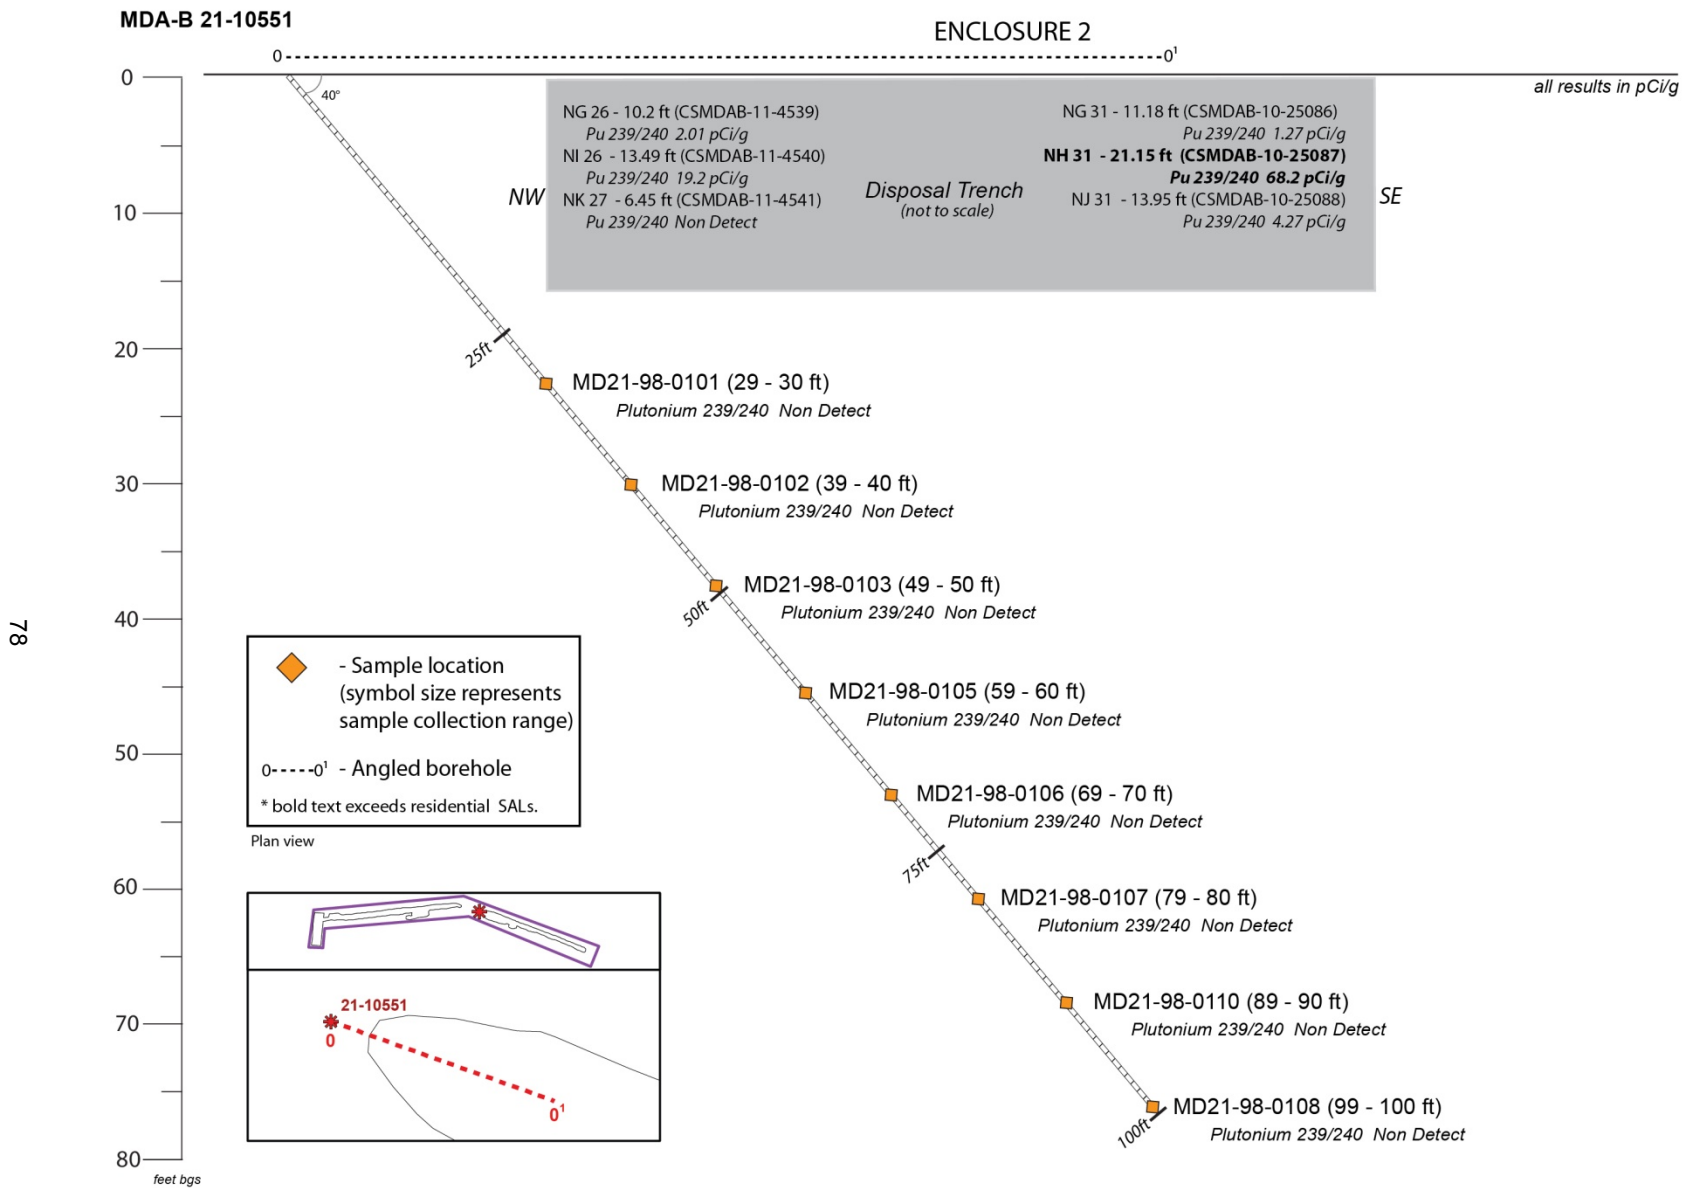 MDA-B 21-10551
ENCLOSURE 2
0 0¹
all results in pCi/g
0
10
20
30
40
50
60
70
80
feet bgs
40°
NW
NG 26 - 10.2 ft (CSMDAB-11-4539)
Pu 239/240 2.01 pCi/g
NI 26 - 13.49 ft (CSMDAB-11-4540)
Pu 239/240 19.2 pCi/g
NK 27 - 6.45 ft (CSMDAB-11-4541)
Pu 239/240 Non Detect
Disposal Trench
(not to scale)
NG 31 - 11.18 ft (CSMDAB-10-25086)
Pu 239/240 1.27 pCi/g
NH 31 - 21.15 ft (CSMDAB-10-25087)
Pu 239/240 68.2 pCi/g
NJ 31 - 13.95 ft (CSMDAB-10-25088)
Pu 239/240 4.27 pCi/g
SE
25ft
MD21-98-0101 (29 - 30 ft)
Plutonium 239/240 Non Detect
MD21-98-0102 (39 - 40 ft)
Plutonium 239/240 Non Detect
MD21-98-0103 (49 - 50 ft)
Plutonium 239/240 Non Detect
50ft
MD21-98-0105 (59 - 60 ft)
Plutonium 239/240 Non Detect
MD21-98-0106 (69 - 70 ft)
Plutonium 239/240 Non Detect
75ft
MD21-98-0107 (79 - 80 ft)
Plutonium 239/240 Non Detect
MD21-98-0110 (89 - 90 ft)
Plutonium 239/240 Non Detect
MD21-98-0108 (99 - 100 ft)
Plutonium 239/240 Non Detect
100ft
- Sample location
(symbol size represents
sample collection range)
0-----0¹ - Angled borehole
* bold text exceeds residential SALs.
Plan view
21-10551
0
0¹
78